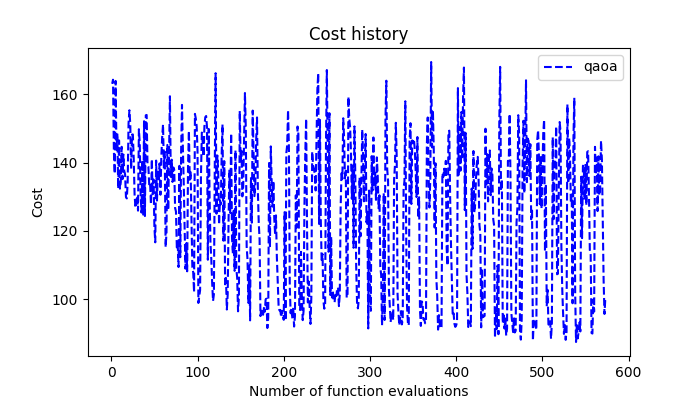 Cost history
qaoa
160
140
120
100
Cost
0 100 200 300 400 500 600
Number of function evaluations